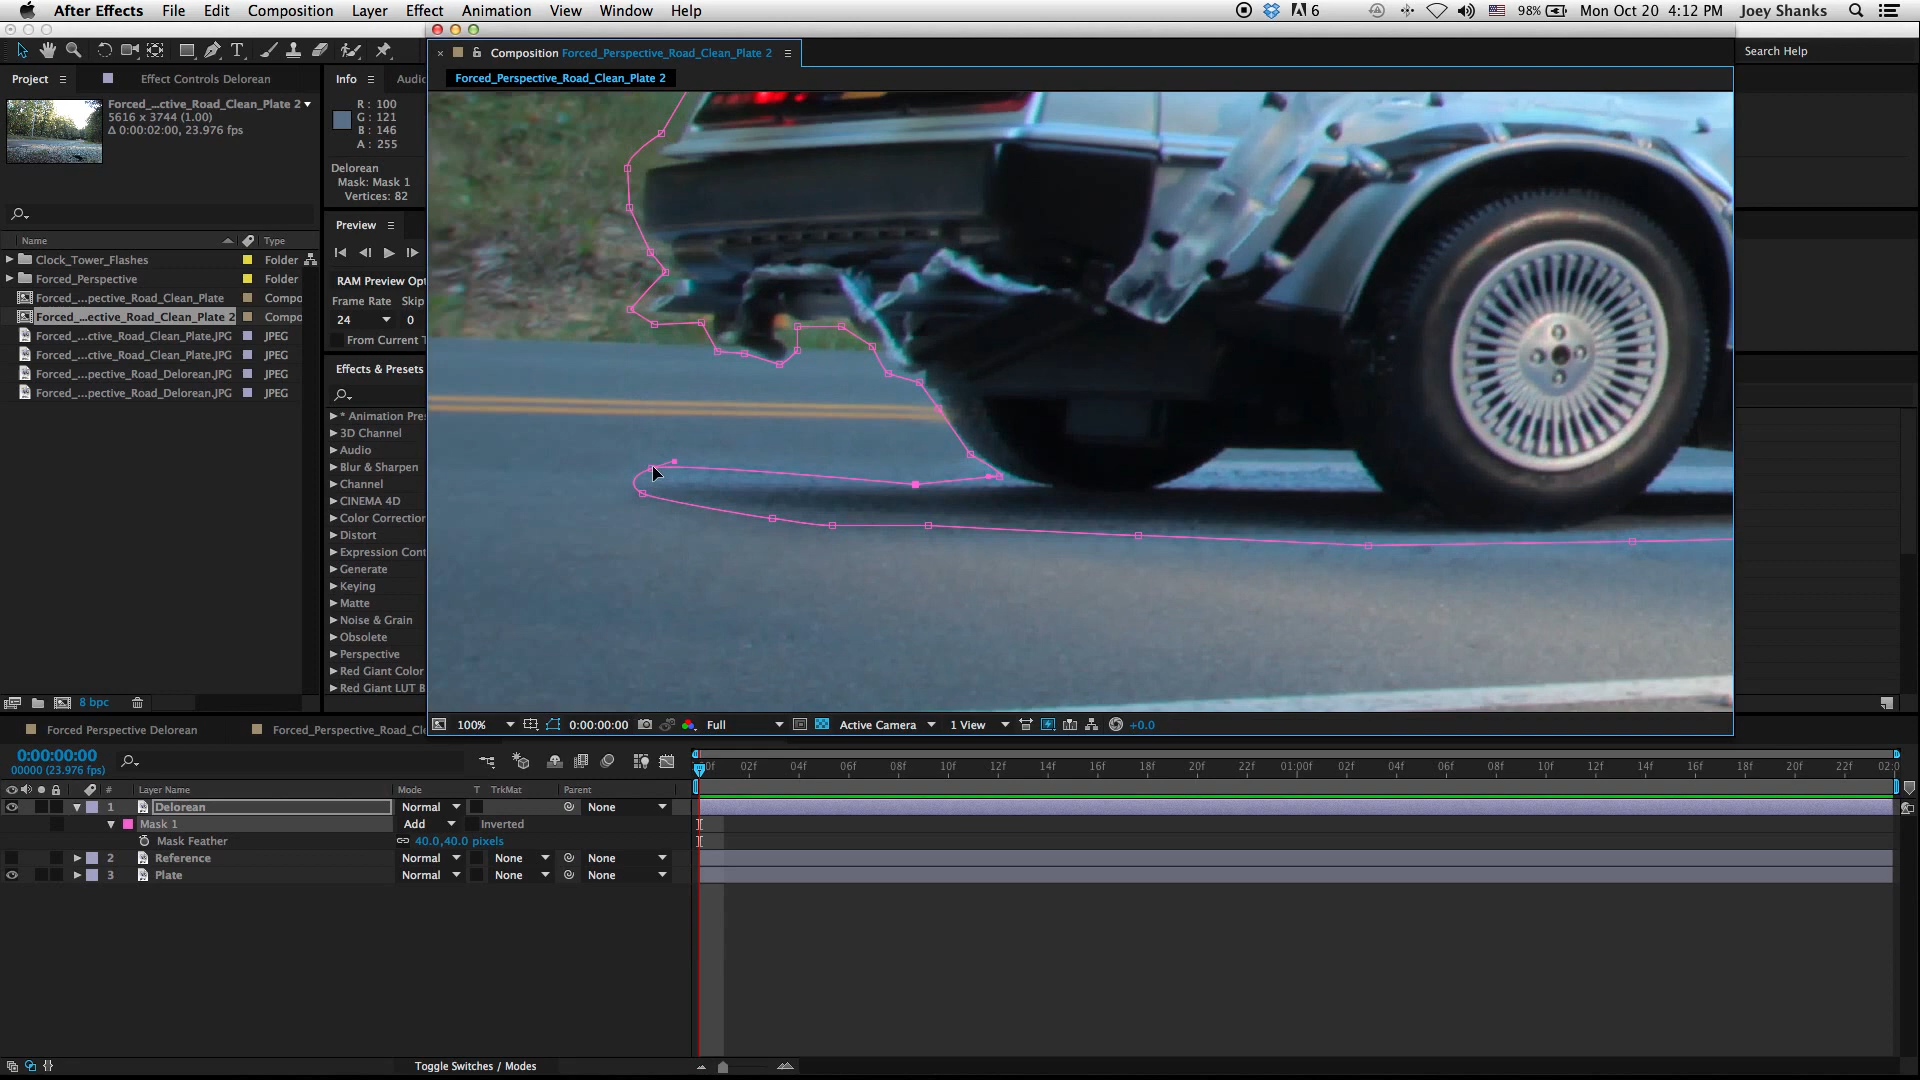 After Effects File Edit Composition Layer Effect Animation View Window Help 6 98% Mon Oct 20 4:12 PM Joey Shanks
Search Help
Composition Forced_Perspective_Road_Clean_Plate 2
Forced_Perspective_Road_Clean_Plate 2
Project Effect Controls Delorean
Forced_...ctive_Road_Clean_Plate 2
5616 x 3744 (1.00)
Δ 0:00:02:00, 23.976 fps
Name Type
Clock_Tower_Flashes Folder
Forced_Perspective Folder
Forced_...pective_Road_Clean_Plate Compo
Forced_...ective_Road_Clean_Plate 2 Compo
Forced_...ctive_Road_Clean_Plate.JPG JPEG
Forced_...ctive_Road_Clean_Plate.JPG JPEG
Forced_...pective_Road_Delorean.JPG JPEG
Forced_...pective_Road_Delorean.JPG JPEG
8 bpc
Info Audio
R : 100
G : 121
B : 146
A : 255
Delorean
Mask: Mask 1
Vertices: 82
Preview
RAM Preview Opt
Frame Rate Skip
24 0
From Current T
Effects & Presets
* Animation Pres
3D Channel
Audio
Blur & Sharpen
Channel
CINEMA 4D
Color Correction
Distort
Expression Cont
Generate
Keying
Matte
Noise & Grain
Obsolete
Perspective
Red Giant Color
Red Giant LUT B
100% 0:00:00:00 Full Active Camera 1 View +0.0
Forced Perspective Delorean Forced_Perspective_Road_Cle
0:00:00:00
00000 (23.976 fps)
00f 02f 04f 06f 08f 10f 12f 14f 16f 18f 20f 22f 01:00f 02f 04f 06f 08f 10f 12f 14f 16f 18f 20f 22f 02:0
# Layer Name Mode T TrkMat Parent
1 Delorean Normal None
Mask 1 Add Inverted
Mask Feather 40.0,40.0 pixels
2 Reference Normal None None
3 Plate Normal None None
Toggle Switches / Modes